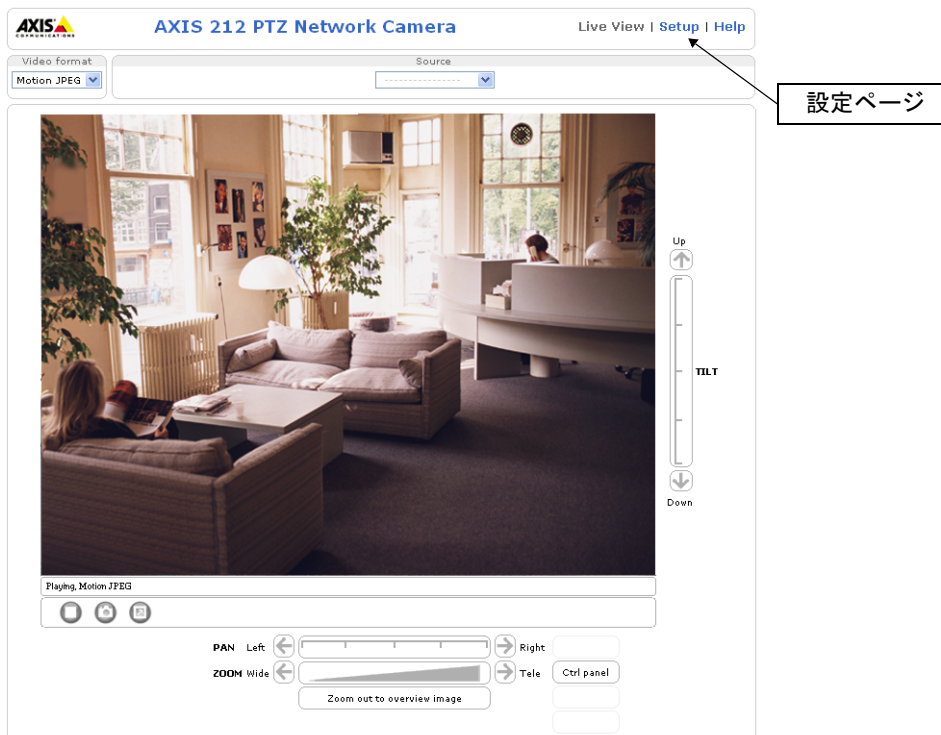 AXIS
COMMUNICATIONS
AXIS 212 PTZ Network Camera
Live View | Setup | Help
Video format
Source
Motion JPEG
---------------
設定ページ
Up
TILT
Down
Playing, Motion JPEG
PAN Left Right
ZOOM Wide Tele Ctrl panel
Zoom out to overview image